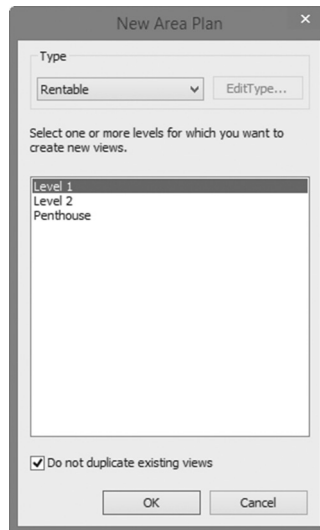 New Area Plan
×
Type
Rentable
EditType...
Select one or more levels for which you want to
create new views.
Level 1
Level 2
Penthouse
Do not duplicate existing views
OK
Cancel